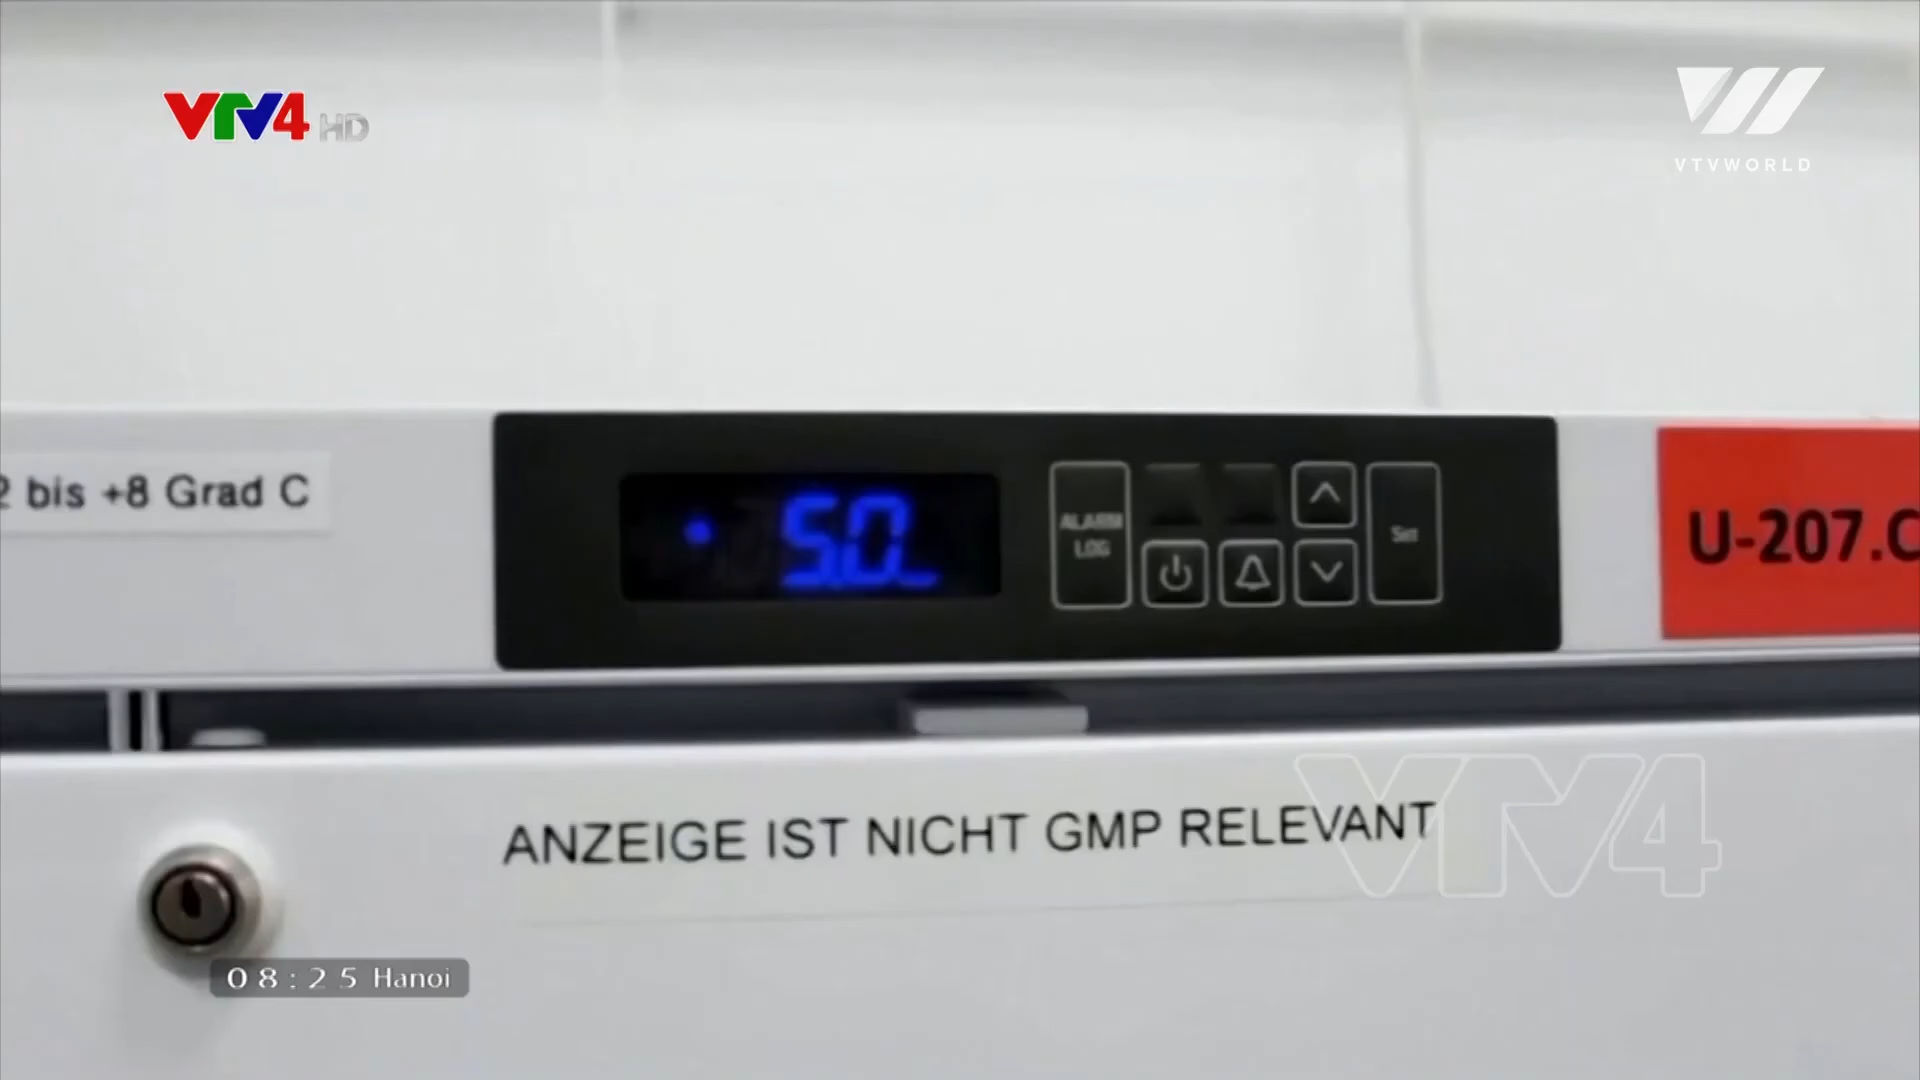 VTV4 HD
VTVWORLD
2 bis +8 Grad C
5.0
ALARM
LOG
Set
U-207.C
ANZEIGE IST NICHT GMP RELEVANT
VTV4
08:25 Hanoi